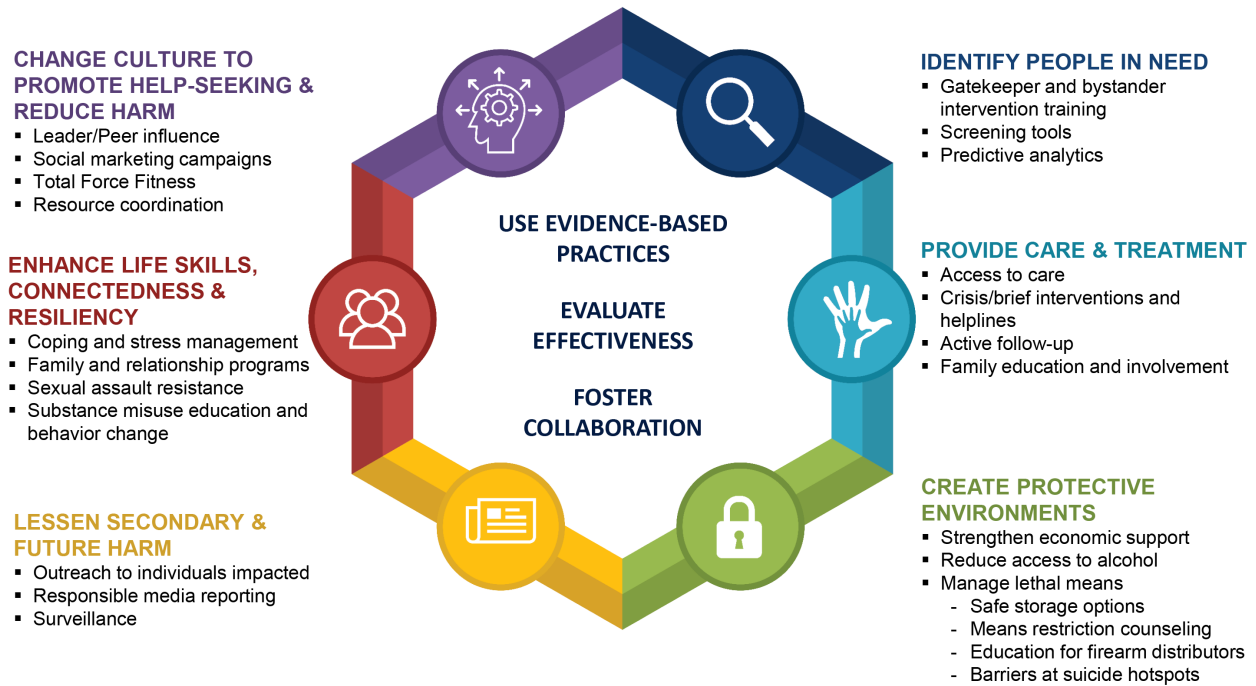 CHANGE CULTURE TO
PROMOTE HELP-SEEKING &
REDUCE HARM
▪ Leader/Peer influence
▪ Social marketing campaigns
▪ Total Force Fitness
▪ Resource coordination
ENHANCE LIFE SKILLS,
CONNECTEDNESS &
RESILIENCY
▪ Coping and stress management
▪ Family and relationship programs
▪ Sexual assault resistance
▪ Substance misuse education and
behavior change
LESSEN SECONDARY &
FUTURE HARM
▪ Outreach to individuals impacted
▪ Responsible media reporting
▪ Surveillance
USE EVIDENCE-BASED
PRACTICES
EVALUATE
EFFECTIVENESS
FOSTER
COLLABORATION
IDENTIFY PEOPLE IN NEED
▪ Gatekeeper and bystander
intervention training
▪ Screening tools
▪ Predictive analytics
PROVIDE CARE & TREATMENT
▪ Access to care
▪ Crisis/brief interventions and
helplines
▪ Active follow-up
▪ Family education and involvement
CREATE PROTECTIVE
ENVIRONMENTS
▪ Strengthen economic support
▪ Reduce access to alcohol
▪ Manage lethal means
- Safe storage options
- Means restriction counseling
- Education for firearm distributors
- Barriers at suicide hotspots